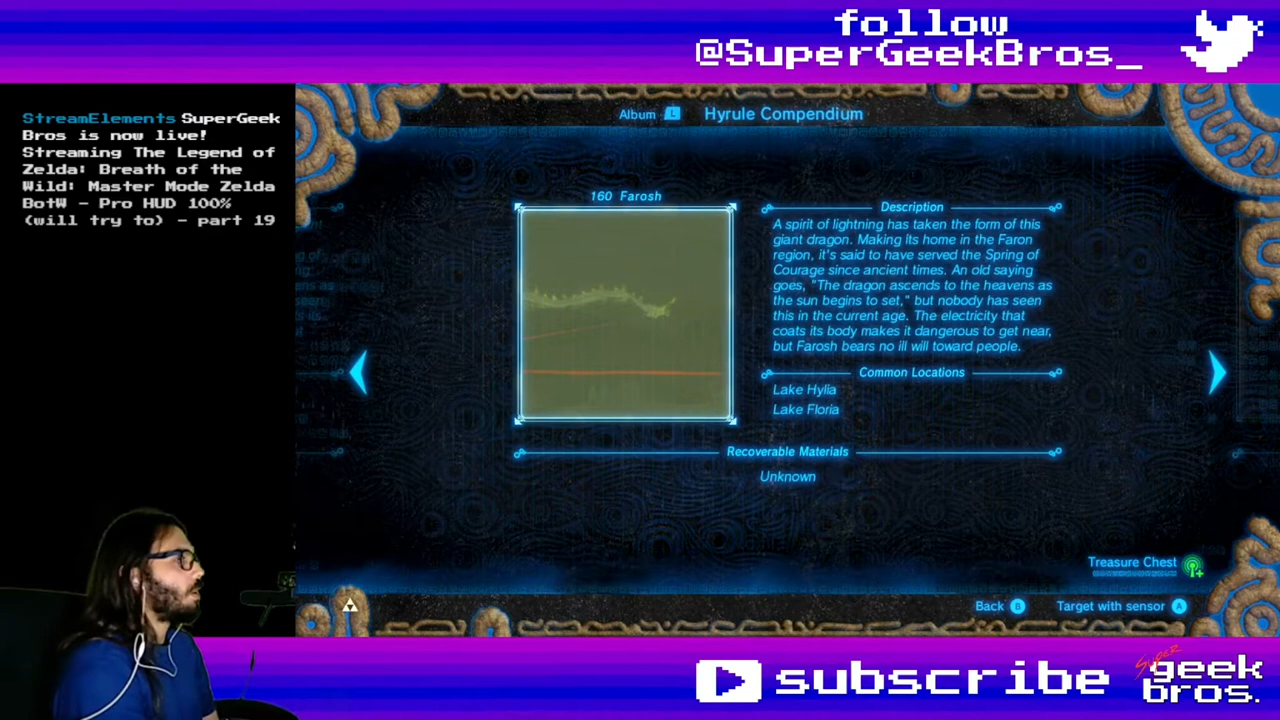 follow
@SuperGeekBros_
StreamElements SuperGeek
Bros is now live!
Streaming The Legend of
Zelda: Breath of the
Wild: Master Mode Zelda
BotW - Pro HUD 100%
(will try to) - part 19
Album L Hyrule Compendium
160 Farosh
Description
A spirit of lightning has taken the form of this
giant dragon. Making its home in the Faron
region, it's said to have served the Spring of
Courage since ancient times. An old saying
goes, "The dragon ascends to the heavens as
the sun begins to set," but nobody has seen
this in the current age. The electricity that
coats its body makes it dangerous to get near,
but Farosh bears no ill will toward people.
Common Locations
Lake Hylia
Lake Floria
Recoverable Materials
Unknown
Treasure Chest
Back B Target with sensor A
subscribe
Super
geek
bros.